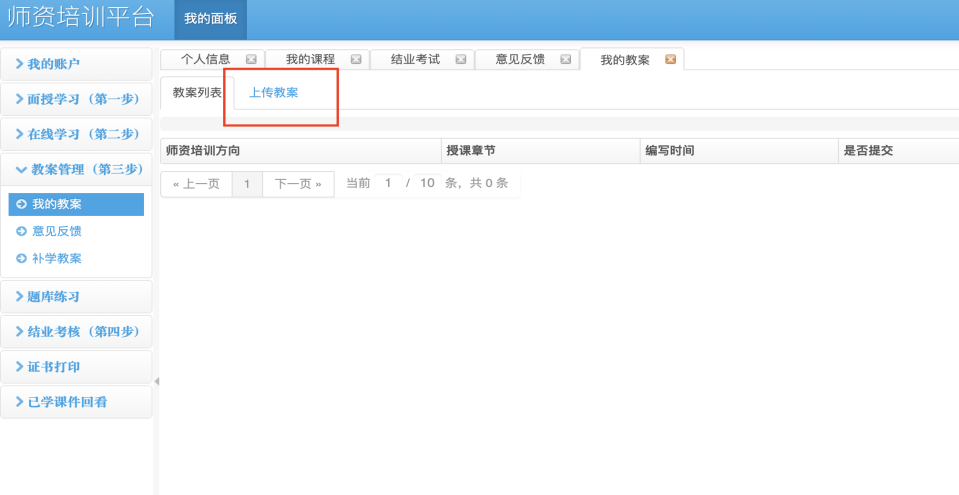 师资培训平台
我的面板
我的账户
面授学习（第一步）
在线学习（第二步）
教案管理（第三步）
我的教案
意见反馈
补学教案
题库练习
结业考核（第四步）
证书打印
已学课件回看
个人信息 我的课程 结业考试 意见反馈 我的教案
教案列表 上传教案
师资培训方向 授课章节 编写时间 是否提交
« 上一页 1 下一页 » 当前 1 / 10 条，共 0 条